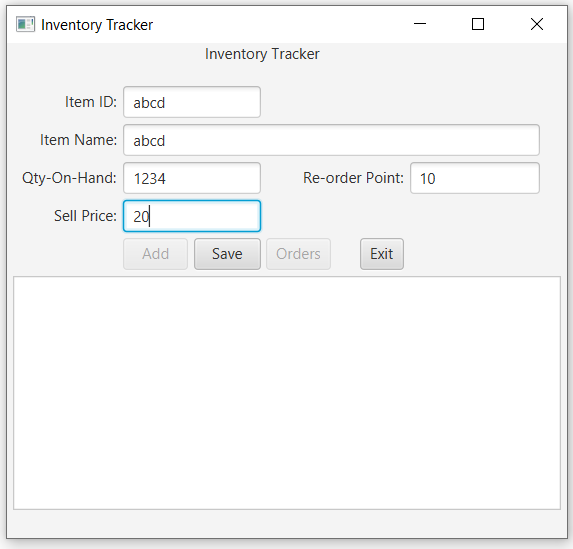 Inventory Tracker
Inventory Tracker
Item ID: abcd
Item Name: abcd
Qty-On-Hand: 1234 Re-order Point: 10
Sell Price: 20
Add Save Orders Exit